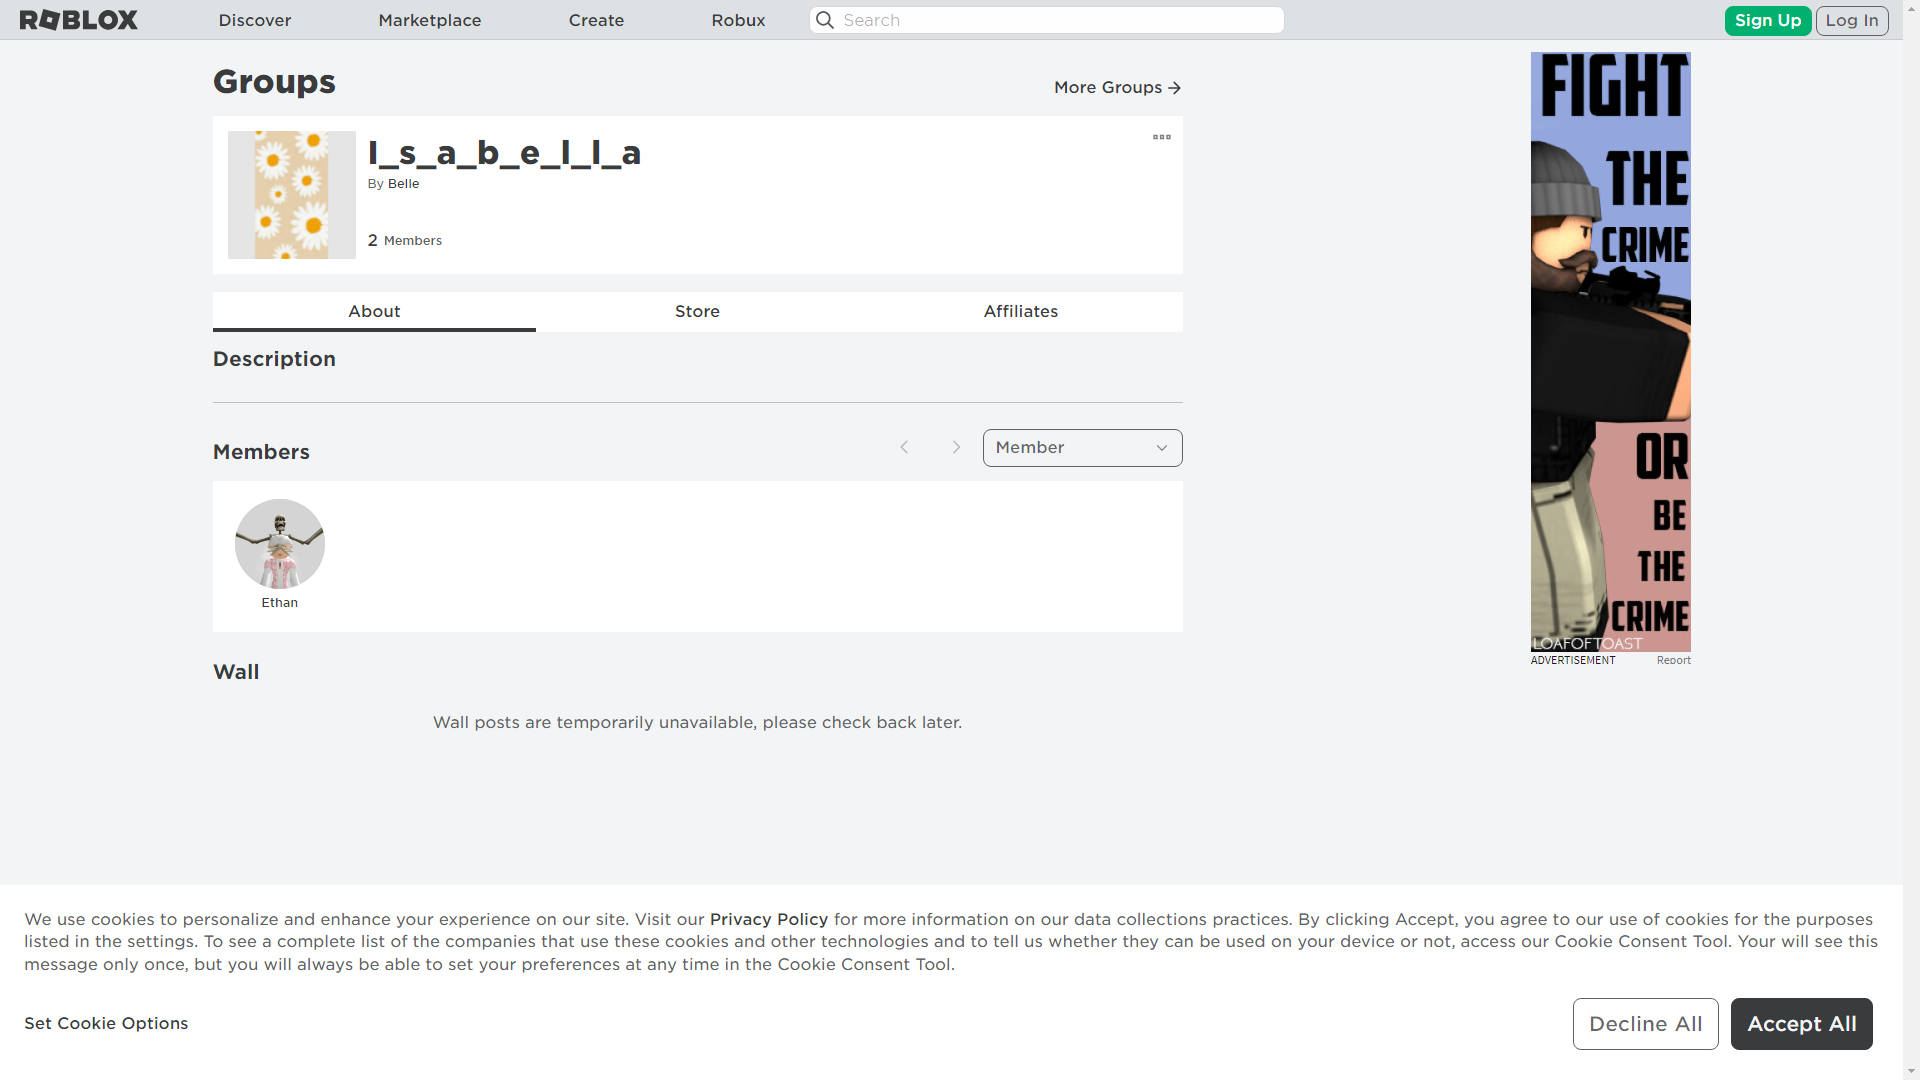 ROBLOX
Discover
Marketplace
Create
Robux
Search
Sign Up
Log In
Groups
More Groups
I_s_a_b_e_l_l_a
By Belle
2 Members
About
Store
Affiliates
Description
Members
Member
Ethan
Wall
Wall posts are temporarily unavailable, please check back later.
FIGHT
THE
CRIME
OR
BE
THE
CRIME
LOAFOFTOAST
ADVERTISEMENT
Report
We use cookies to personalize and enhance your experience on our site. Visit our Privacy Policy for more information on our data collections practices. By clicking Accept, you agree to our use of cookies for the purposes
listed in the settings. To see a complete list of the companies that use these cookies and other technologies and to tell us whether they can be used on your device or not, access our Cookie Consent Tool. Your will see this
message only once, but you will always be able to set your preferences at any time in the Cookie Consent Tool.
Set Cookie Options
Decline All
Accept All